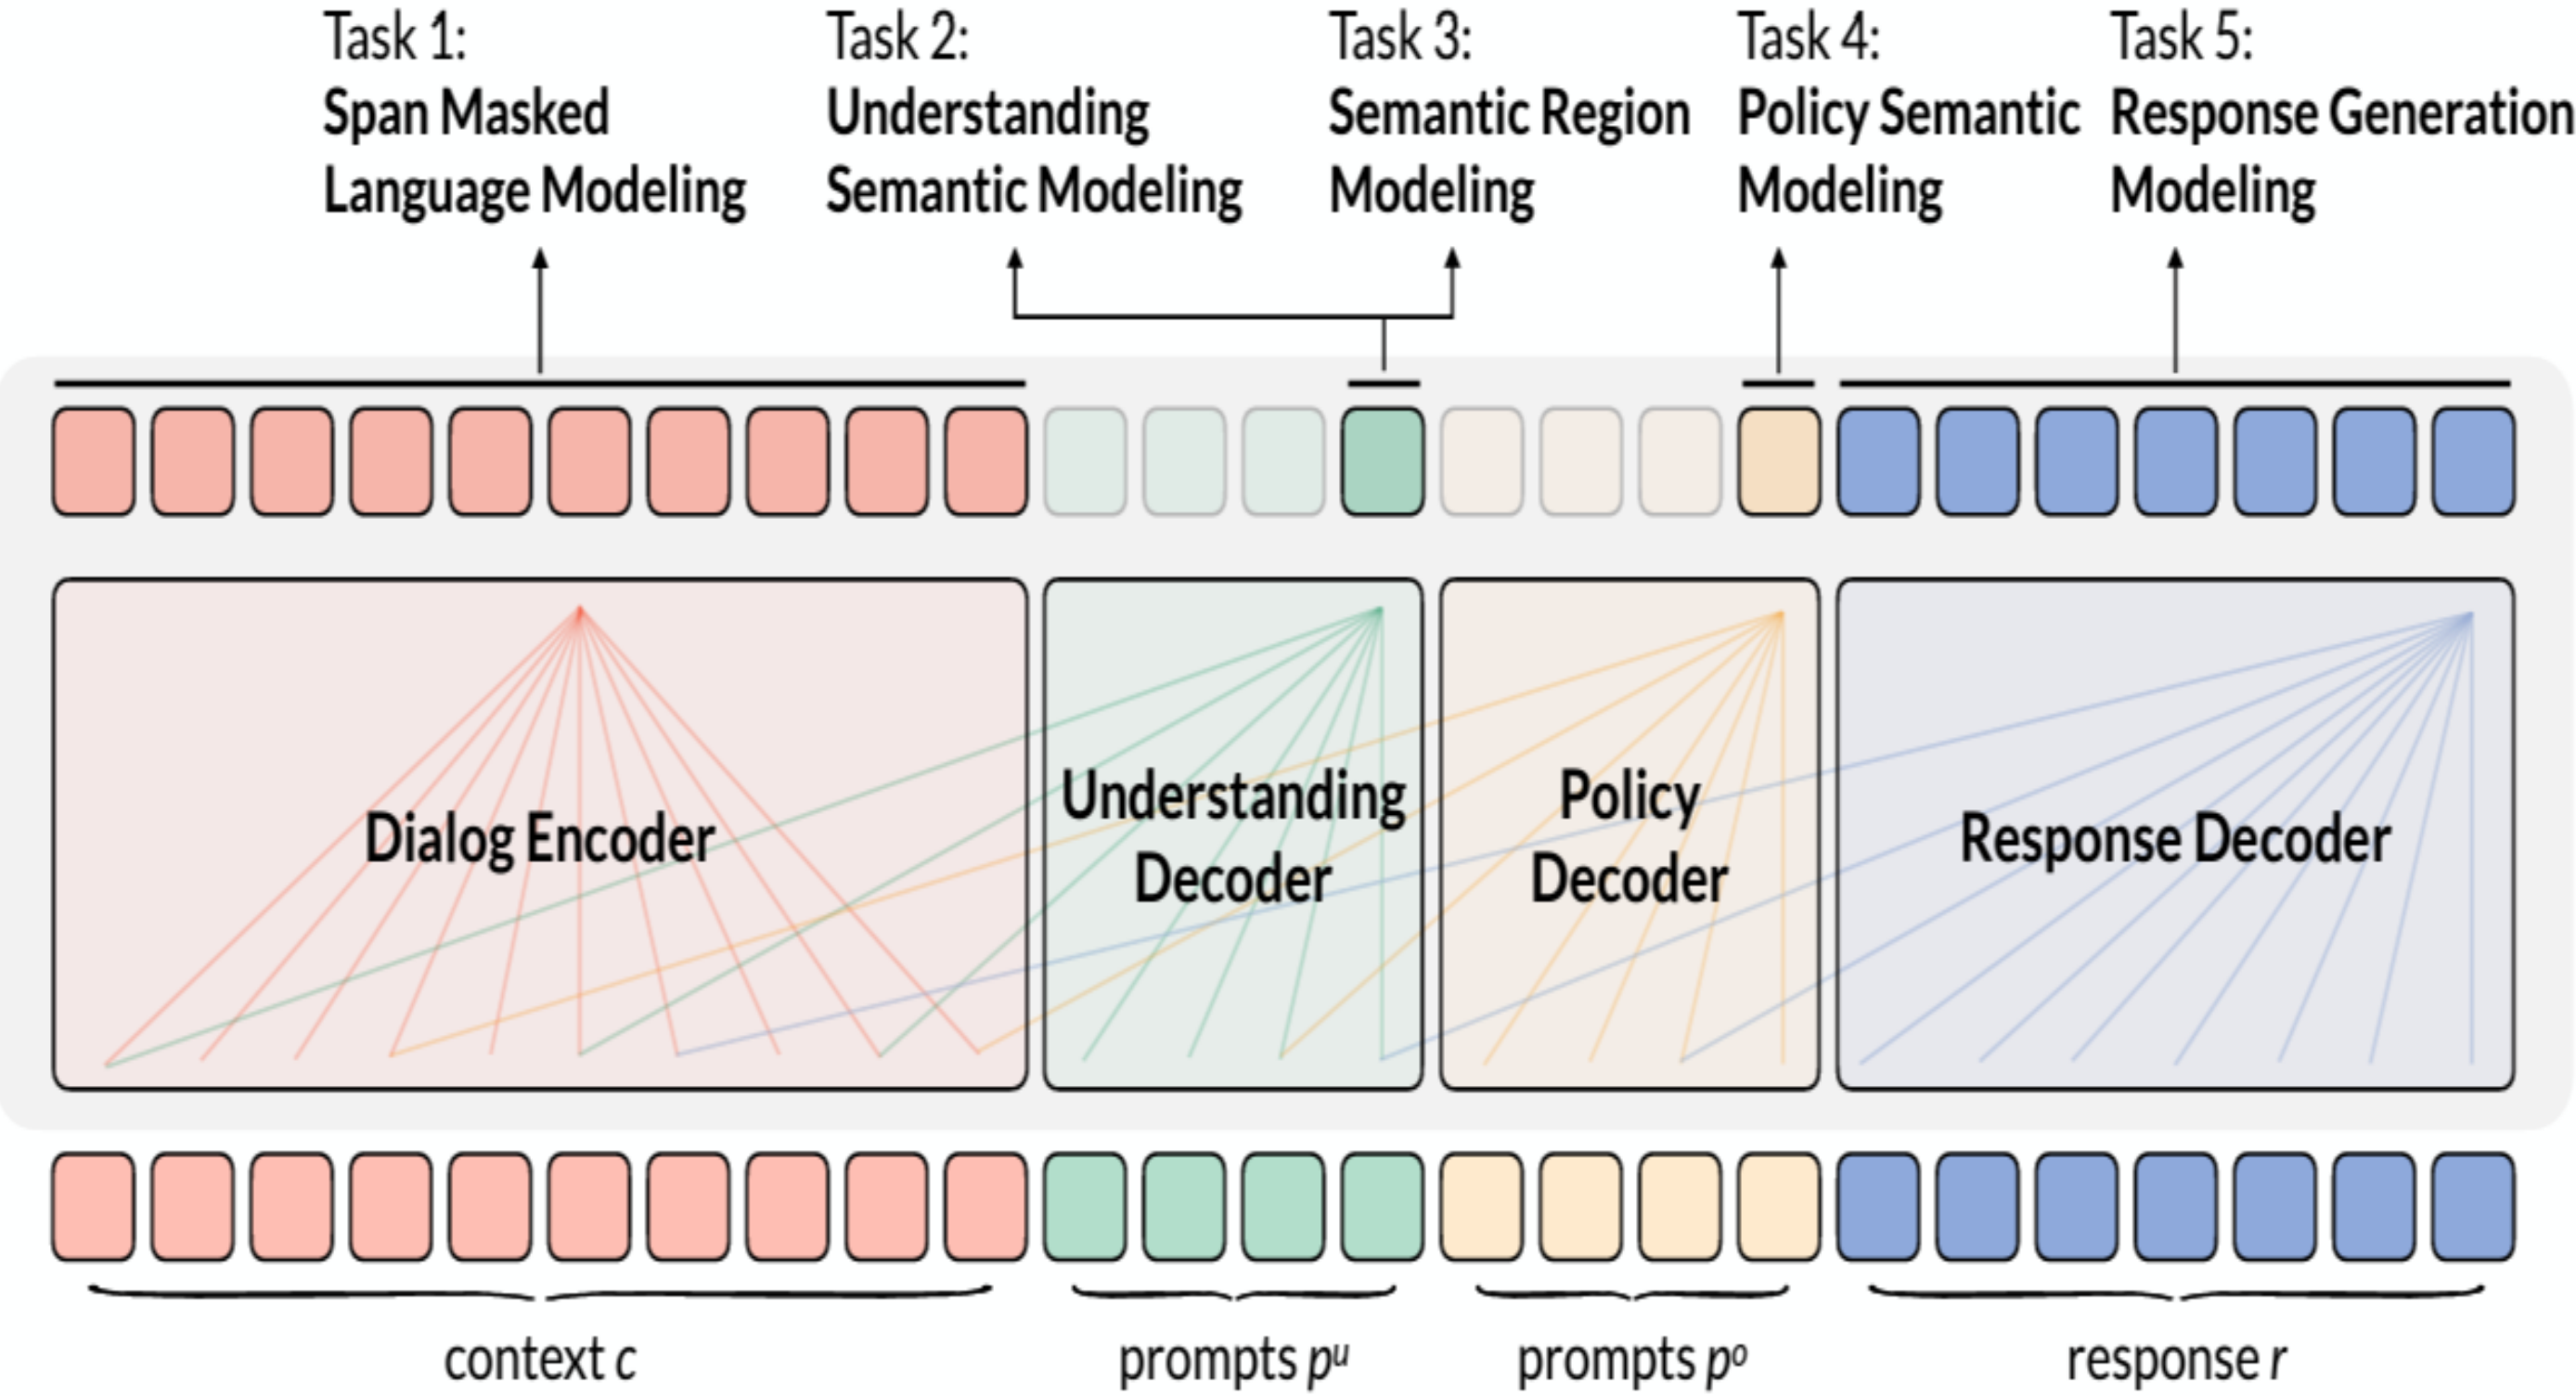 Task 1:
Span Masked
Language Modeling
Task 2:
Understanding
Semantic Modeling
Task 3:
Semantic Region
Modeling
Task 4:
Policy Semantic
Modeling
Task 5:
Response Generation
Modeling
Dialog Encoder
Understanding
Decoder
Policy
Decoder
Response Decoder
context c
prompts pᵘ
prompts pᵒ
response r